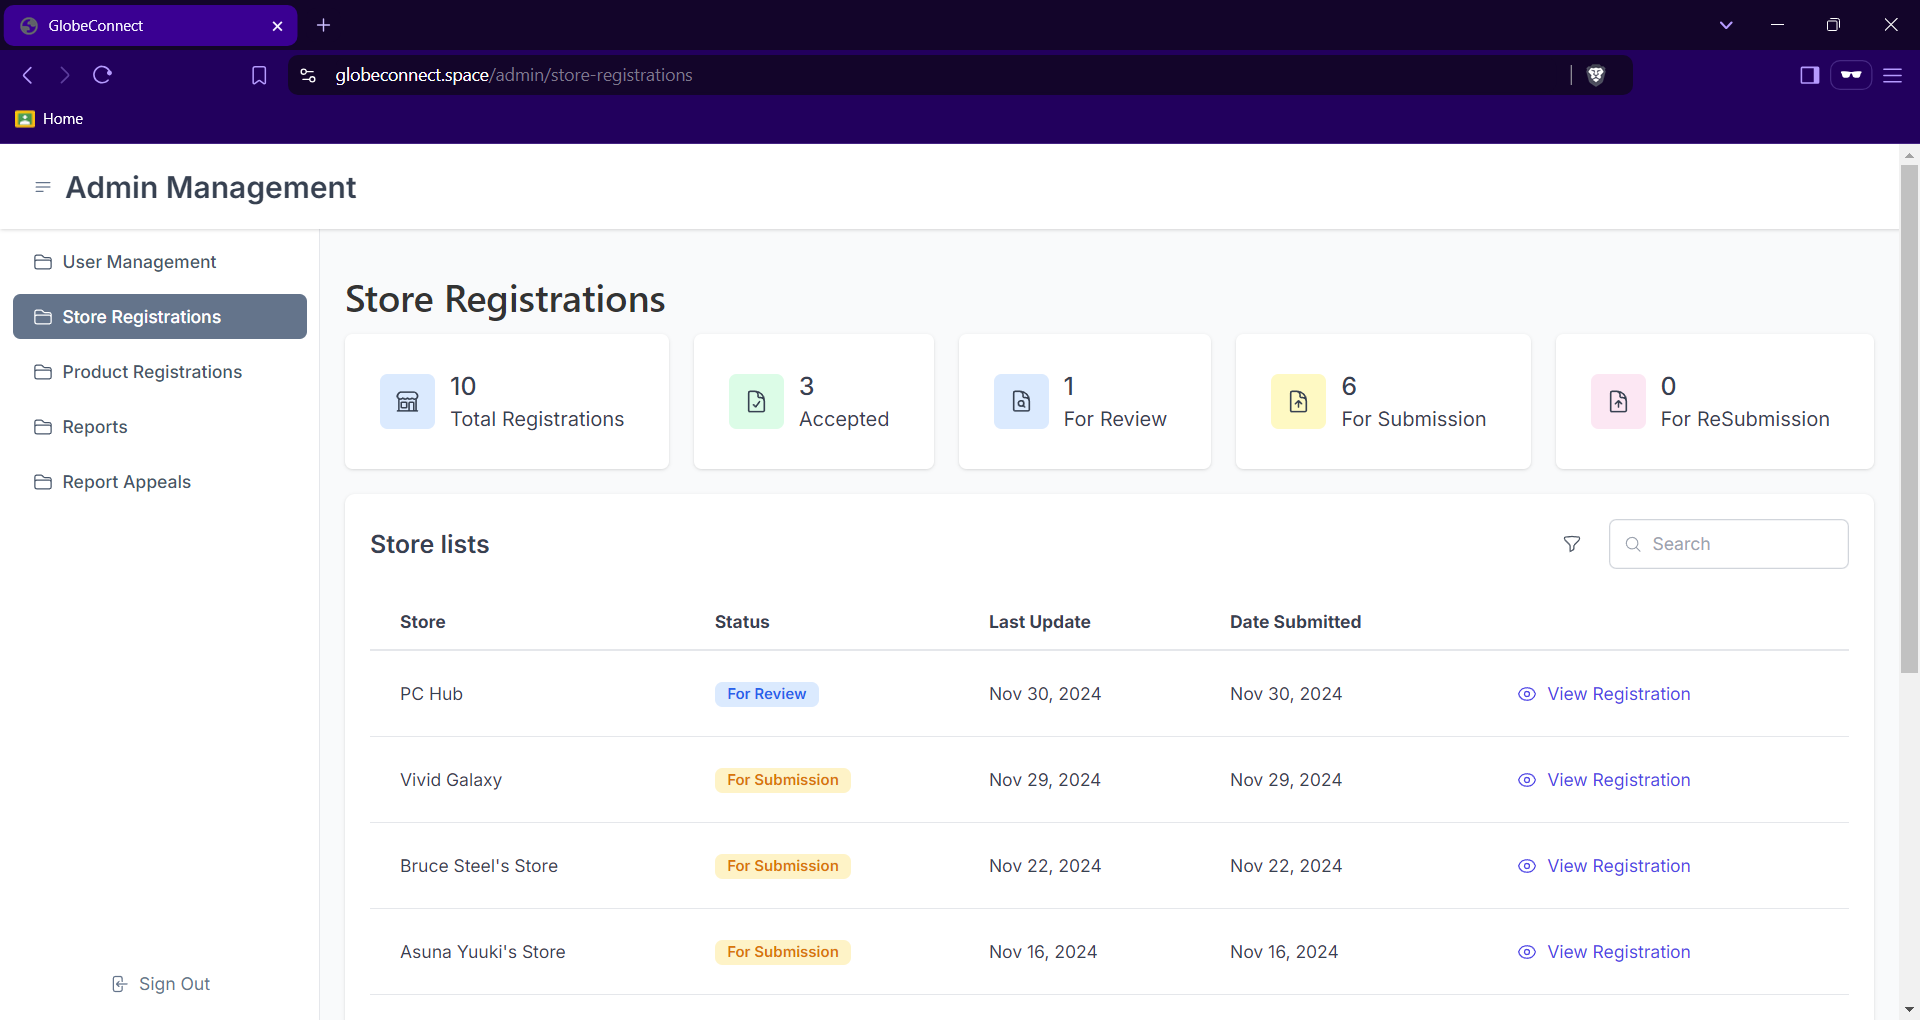 GlobeConnect
globeconnect.space/admin/store-registrations
Home
Admin Management
User Management
Store Registrations
Product Registrations
Reports
Report Appeals
Sign Out
Store Registrations
10
Total Registrations
3
Accepted
1
For Review
6
For Submission
0
For ReSubmission
Store lists
Search
Store Status Last Update Date Submitted
PC Hub For Review Nov 30, 2024 Nov 30, 2024 View Registration
Vivid Galaxy For Submission Nov 29, 2024 Nov 29, 2024 View Registration
Bruce Steel's Store For Submission Nov 22, 2024 Nov 22, 2024 View Registration
Asuna Yuuki's Store For Submission Nov 16, 2024 Nov 16, 2024 View Registration